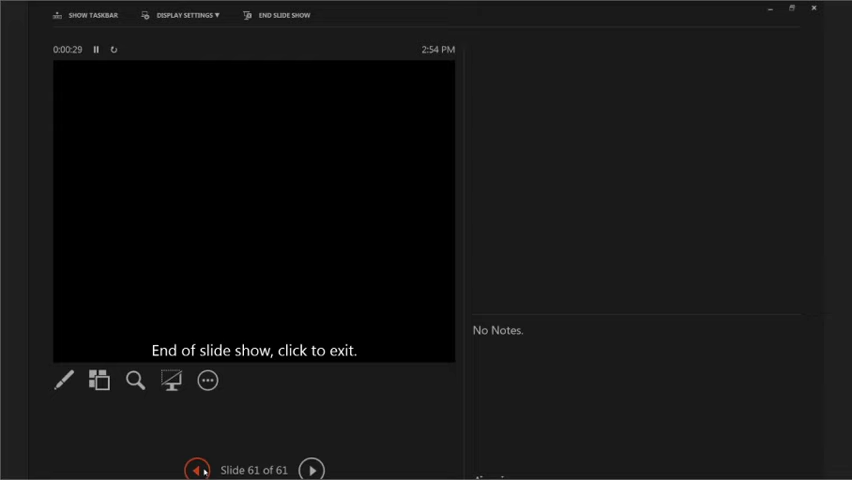 SHOW TASKBAR
DISPLAY SETTINGS ▼
END SLIDE SHOW
0:00:29
2:54 PM
End of slide show, click to exit.
No Notes.
Slide 61 of 61